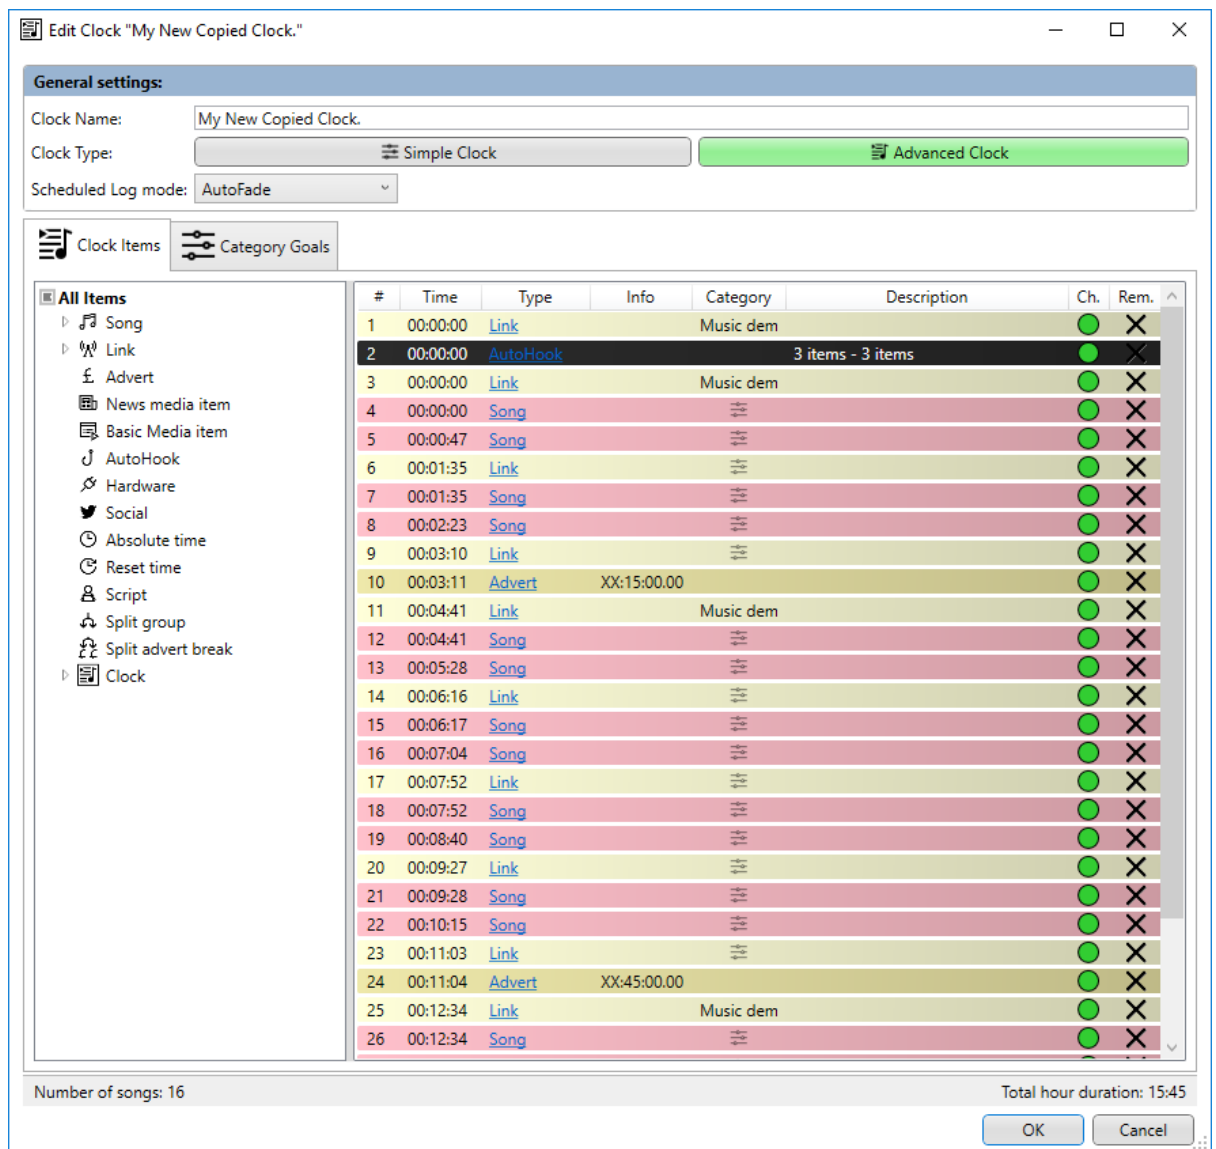 Edit Clock "My New Copied Clock."
General settings:
Clock Name: My New Copied Clock.
Clock Type: Simple Clock Advanced Clock
Scheduled Log mode: AutoFade
Clock Items Category Goals
All Items
Song
Link
£ Advert
News media item
Basic Media item
AutoHook
Hardware
Social
Absolute time
Reset time
Script
Split group
Split advert break
Clock
# Time Type Info Category Description Ch. Rem.
1 00:00:00 Link Music dem
2 00:00:00 AutoHook 3 items - 3 items
3 00:00:00 Link Music dem
4 00:00:00 Song
5 00:00:47 Song
6 00:01:35 Link
7 00:01:35 Song
8 00:02:23 Song
9 00:03:10 Link
10 00:03:11 Advert XX:15:00.00
11 00:04:41 Link Music dem
12 00:04:41 Song
13 00:05:28 Song
14 00:06:16 Link
15 00:06:17 Song
16 00:07:04 Song
17 00:07:52 Link
18 00:07:52 Song
19 00:08:40 Song
20 00:09:27 Link
21 00:09:28 Song
22 00:10:15 Song
23 00:11:03 Link
24 00:11:04 Advert XX:45:00.00
25 00:12:34 Link Music dem
26 00:12:34 Song
Number of songs: 16 Total hour duration: 15:45
OK Cancel